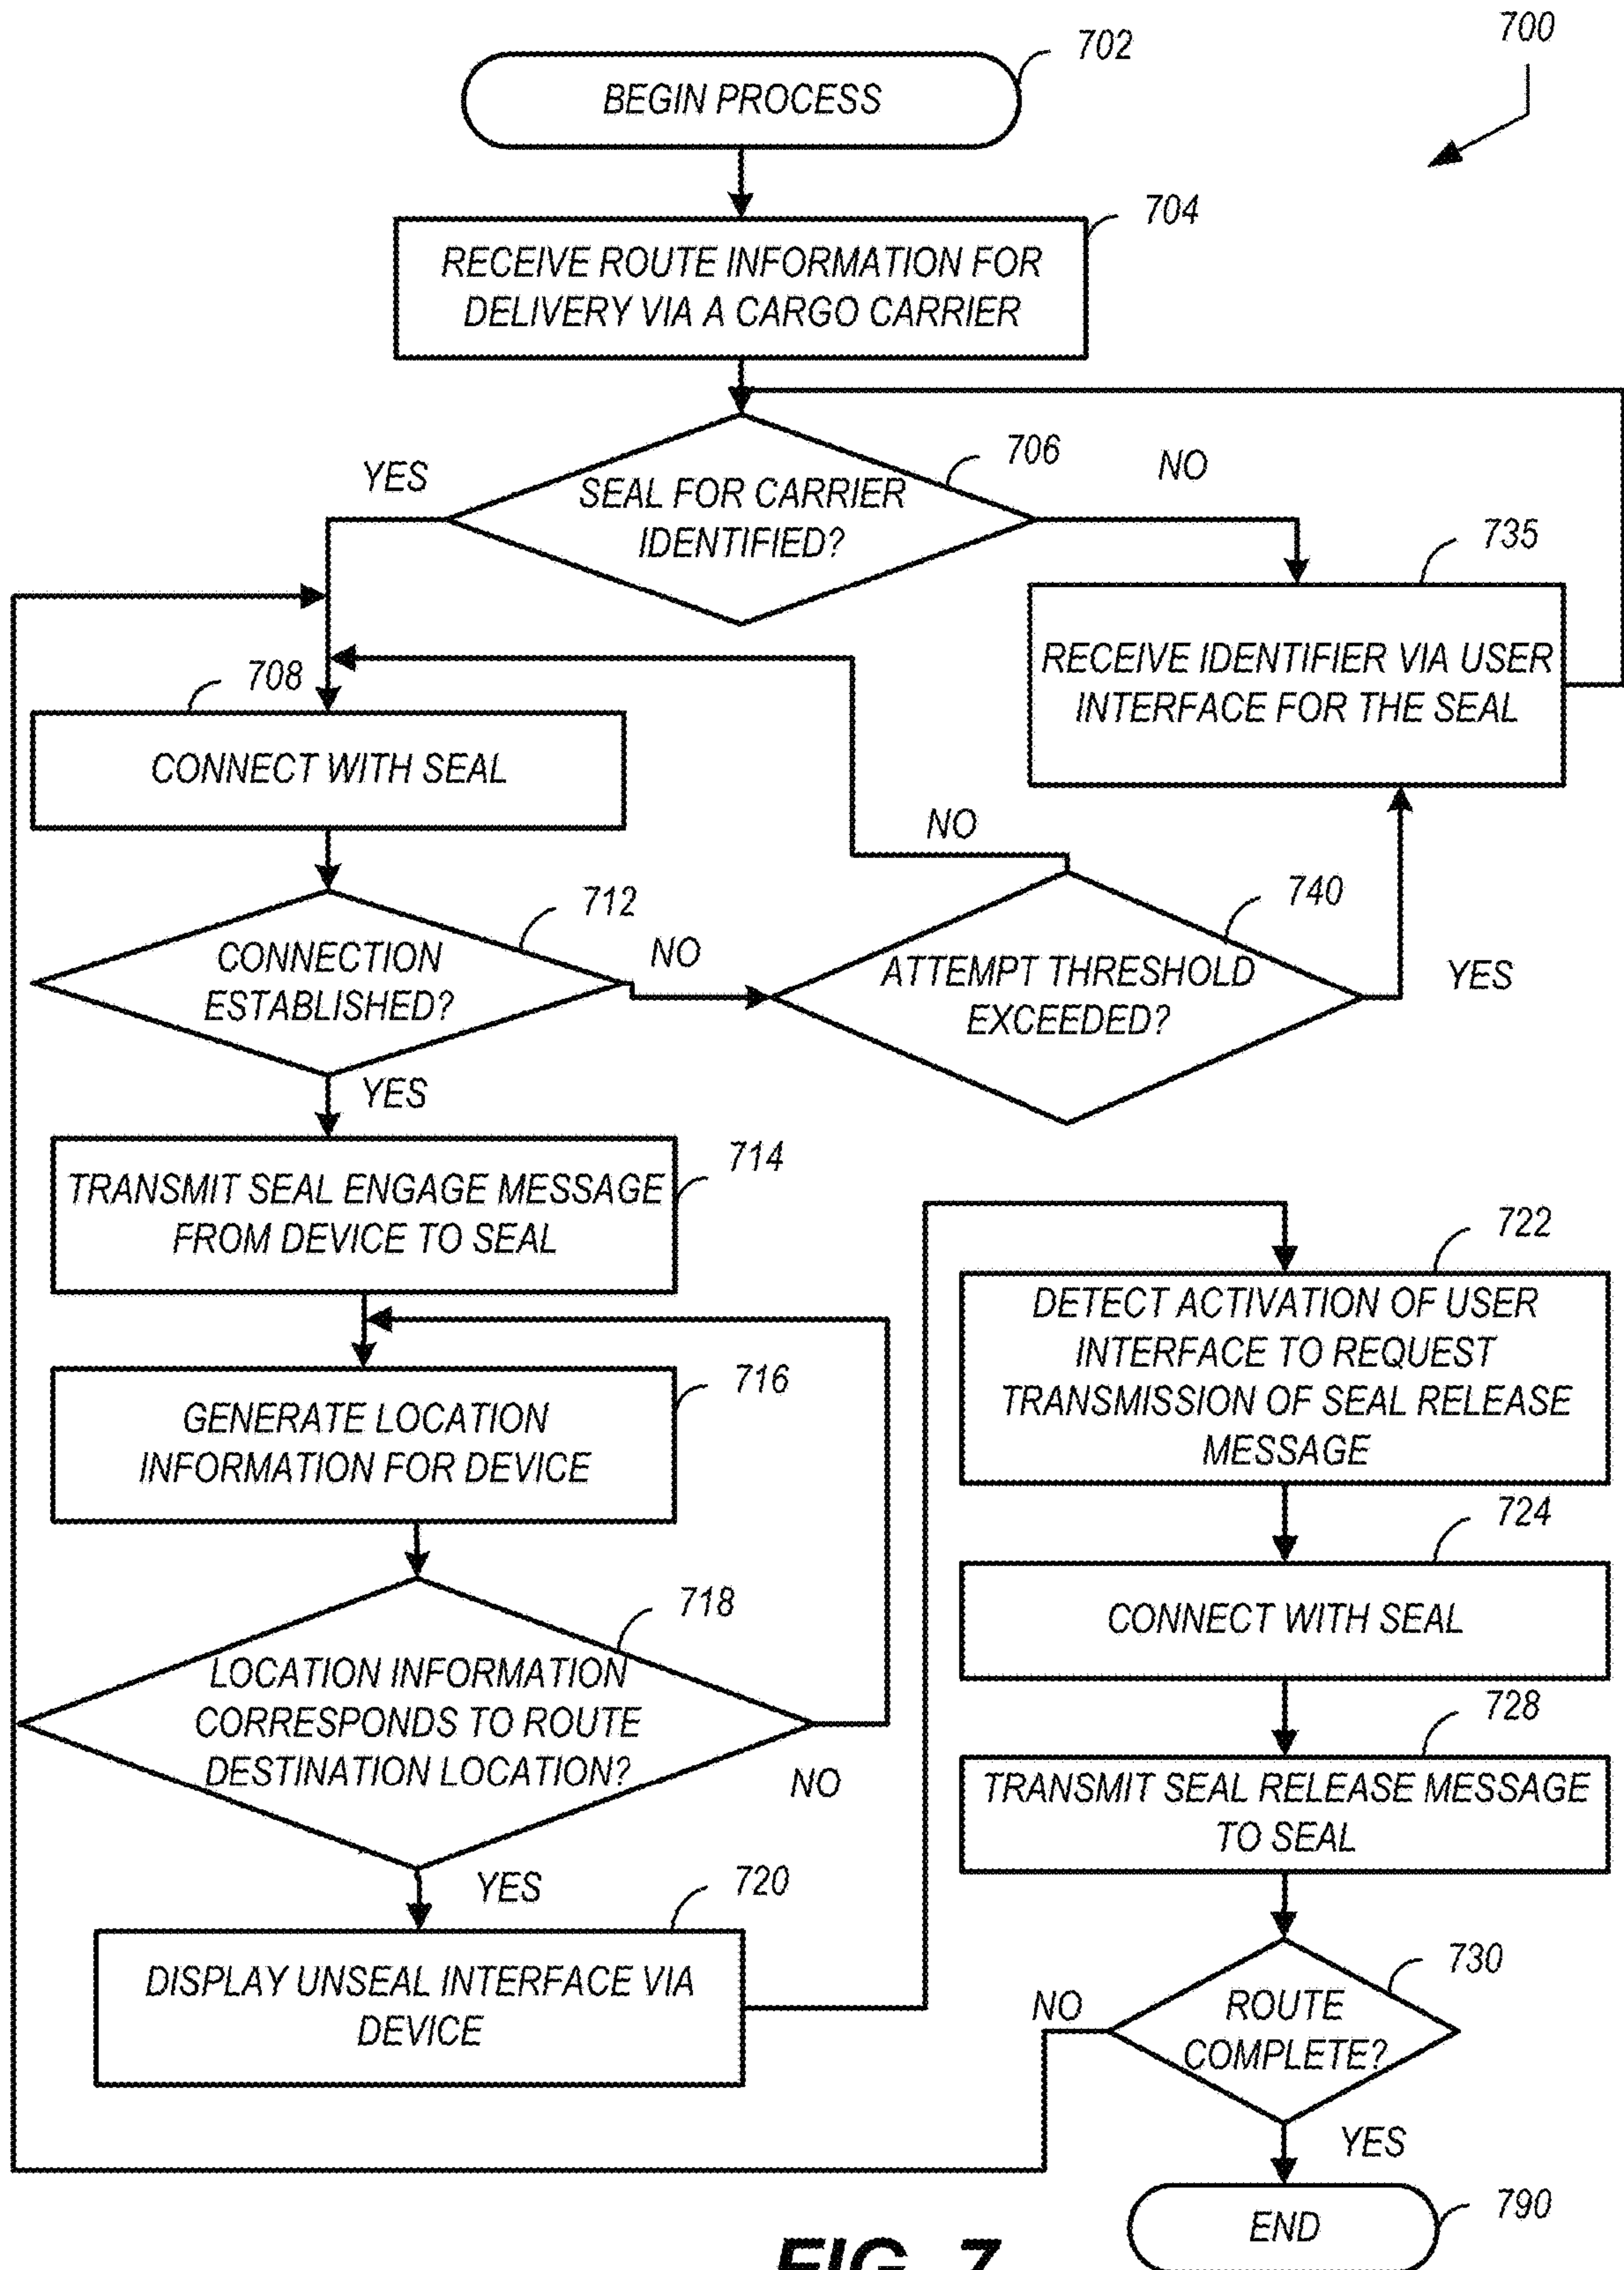 700
702
BEGIN PROCESS
704
RECEIVE ROUTE INFORMATION FOR
DELIVERY VIA A CARGO CARRIER
706
YES
NO
SEAL FOR CARRIER
IDENTIFIED?
735
RECEIVE IDENTIFIER VIA USER
INTERFACE FOR THE SEAL
708
CONNECT WITH SEAL
NO
712
CONNECTION
ESTABLISHED?
NO
740
ATTEMPT THRESHOLD
EXCEEDED?
YES
YES
714
TRANSMIT SEAL ENGAGE MESSAGE
FROM DEVICE TO SEAL
716
GENERATE LOCATION
INFORMATION FOR DEVICE
718
LOCATION INFORMATION
CORRESPONDS TO ROUTE
DESTINATION LOCATION?
NO
YES
720
DISPLAY UNSEAL INTERFACE VIA
DEVICE
722
DETECT ACTIVATION OF USER
INTERFACE TO REQUEST
TRANSMISSION OF SEAL RELEASE
MESSAGE
724
CONNECT WITH SEAL
728
TRANSMIT SEAL RELEASE MESSAGE
TO SEAL
730
NO
ROUTE
COMPLETE?
YES
790
END
FIG. 7